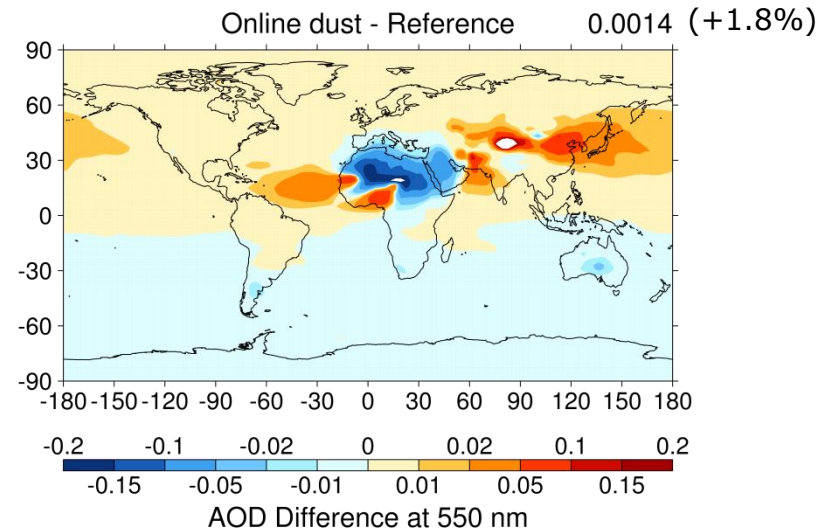 Online dust - Reference 0.0014 (+1.8%)
90
60
30
0
-30
-60
-90
-180 -150 -120 -90 -60 -30 0 30 60 90 120 150 180
-0.2 -0.1 -0.02 0 0.02 0.1 0.2
-0.15 -0.05 -0.01 0.01 0.05 0.15
AOD Difference at 550 nm